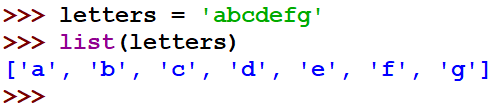 >>> letters = 'abcdefg'
>>> list(letters)
['a', 'b', 'c', 'd', 'e', 'f', 'g']
>>>